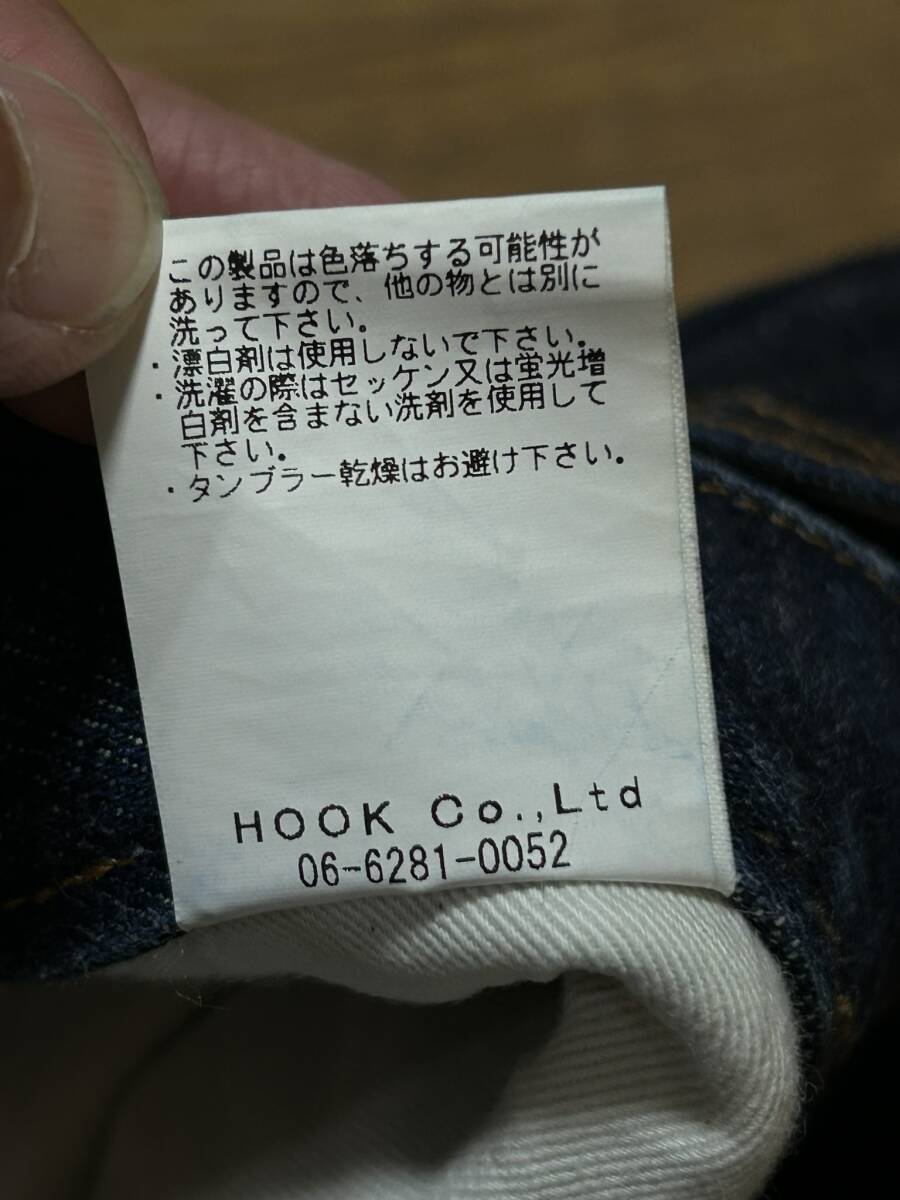 この製品は色落ちする可能性が
ありますので、他の物とは別に
洗って下さい。
・漂白剤は使用しないで下さい。
・洗濯の際はセッケン又は蛍光増
白剤を含まない洗剤を使用して
下さい。
・タンブラー乾燥はお避け下さい。
HOOK Co.,Ltd
06-6281-0052